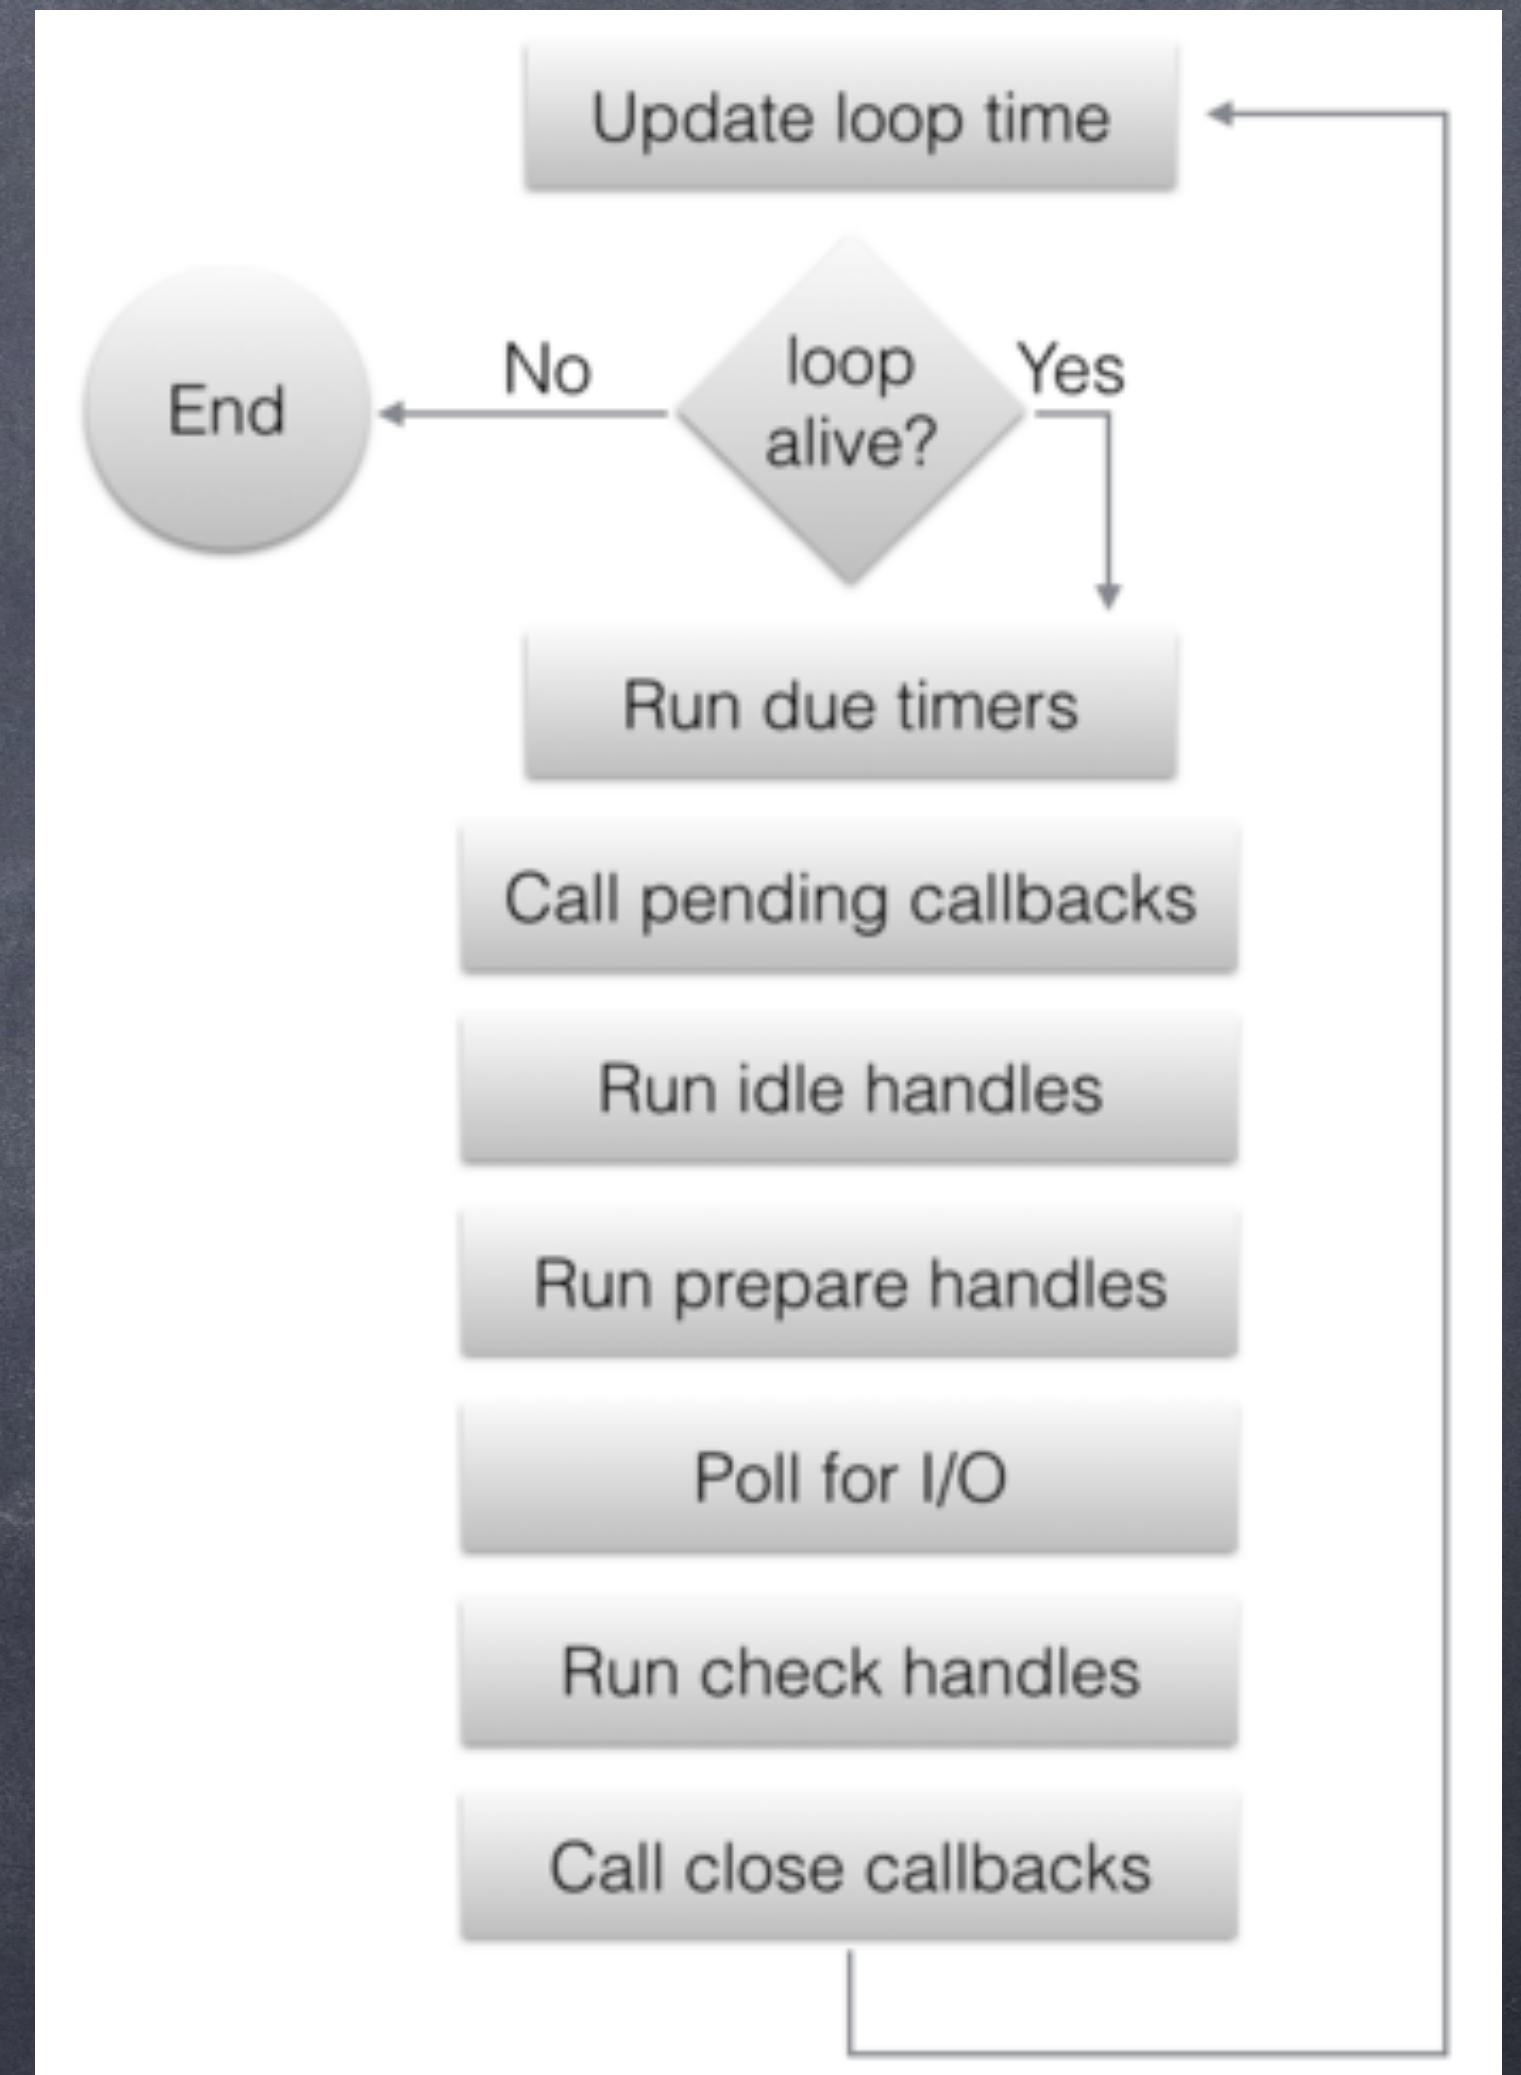 Update loop time
End
No
loop
alive?
Yes
Run due timers
Call pending callbacks
Run idle handles
Run prepare handles
Poll for I/O
Run check handles
Call close callbacks